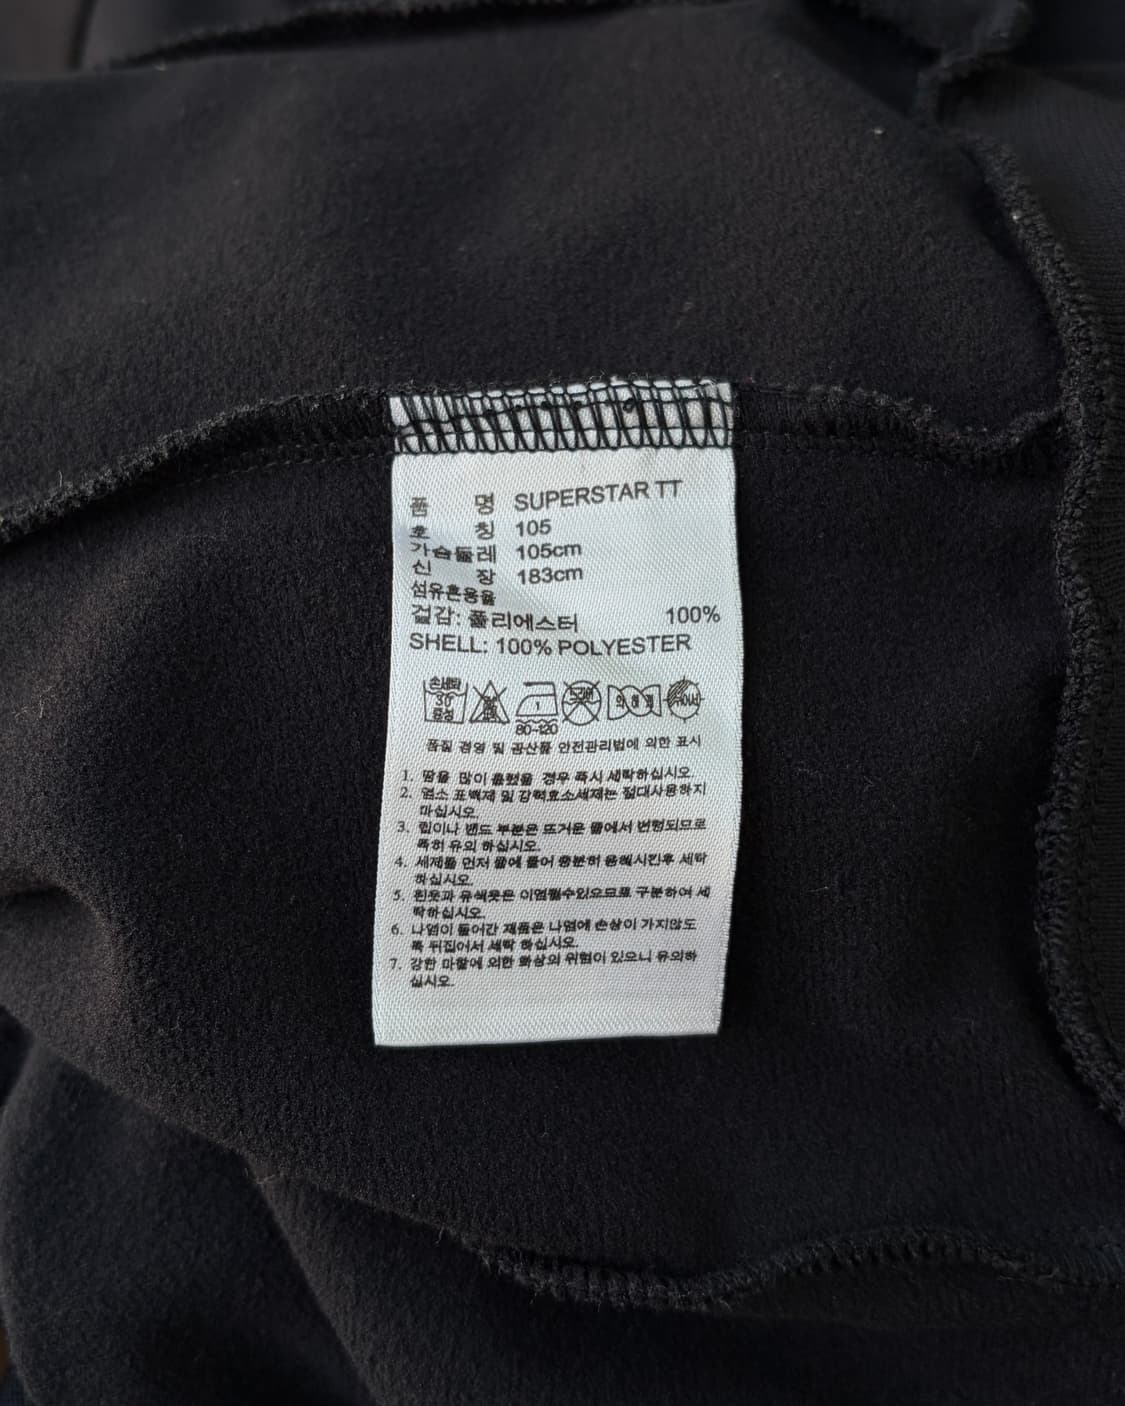 품 명 SUPERSTAR TT
호 칭 105
가슴둘레 105cm
신 장 183cm
섬유혼용율
겉감: 폴리에스터 100%
SHELL: 100% POLYESTER
손세탁 30° 중성
80~120
품질 경영 및 공산품 안전관리법에 의한 표시
1. 땀을 많이 흘렸을 경우 즉시 세탁하십시오.
2. 염소 표백제 및 강력효소세제는 절대사용하지
마십시오.
3. 립이나 밴드 부분은 뜨거운 물에서 변형되므로
특히 유의 하십시오.
4. 세제를 먼저 물에 풀어 충분히 용해시킨후 세탁
하십시오.
5. 흰옷과 유색옷은 이염될수있으므로 구분하여 세
탁하십시오.
6. 나염이 들어간 제품은 나염에 손상이 가지않도
록 뒤집어서 세탁 하십시오.
7. 강한 마찰에 의한 화상의 위험이 있으니 유의하
십시오.